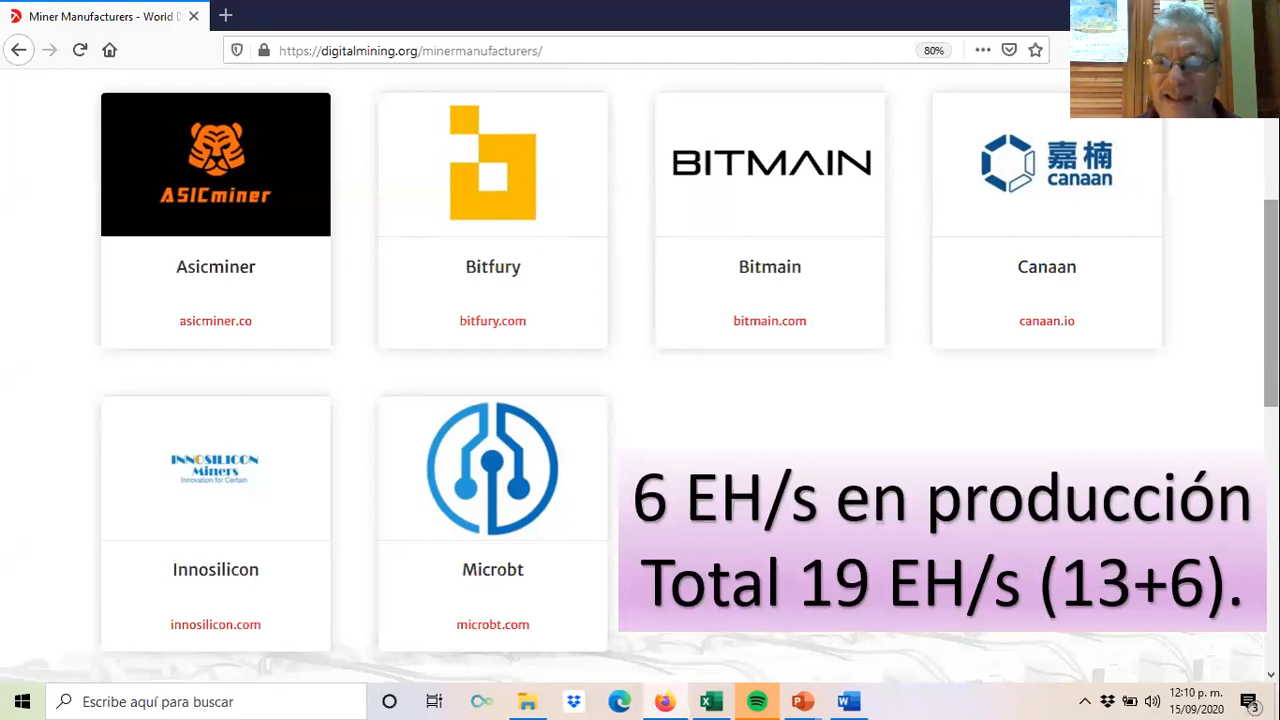 Miner Manufacturers - World D
https://digitalmining.org/minermanufacturers/
80%
ASICminer
BITMAIN
嘉楠
canaan
Asicminer
Bitfury
Bitmain
Canaan
asicminer.co
bitfury.com
bitmain.com
canaan.io
INNOSILICON
Miners
Innovation for Certain
6 EH/s en producción
Total 19 EH/s (13+6).
Innosilicon
Microbt
innosilicon.com
microbt.com
Escribe aquí para buscar
12:10 p. m.
15/09/2020
3